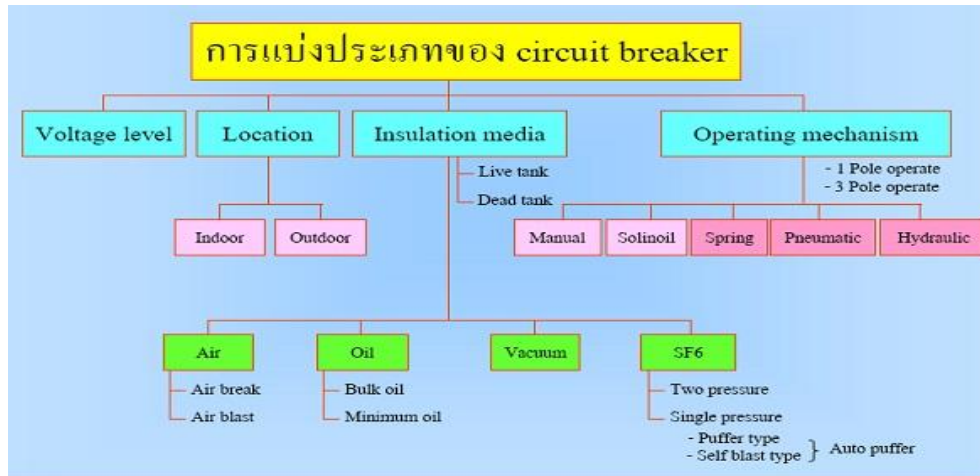 การแบ่งประเภทของ circuit breaker
Voltage level
Location
Insulation media
Operating mechanism
Live tank
Dead tank
- 1 Pole operate
- 3 Pole operate
Indoor
Outdoor
Manual
Solinoil
Spring
Pneumatic
Hydraulic
Air
Oil
Vacuum
SF6
Air break
Air blast
Bulk oil
Minimum oil
Two pressure
Single pressure
- Puffer type
- Self blast type } Auto puffer